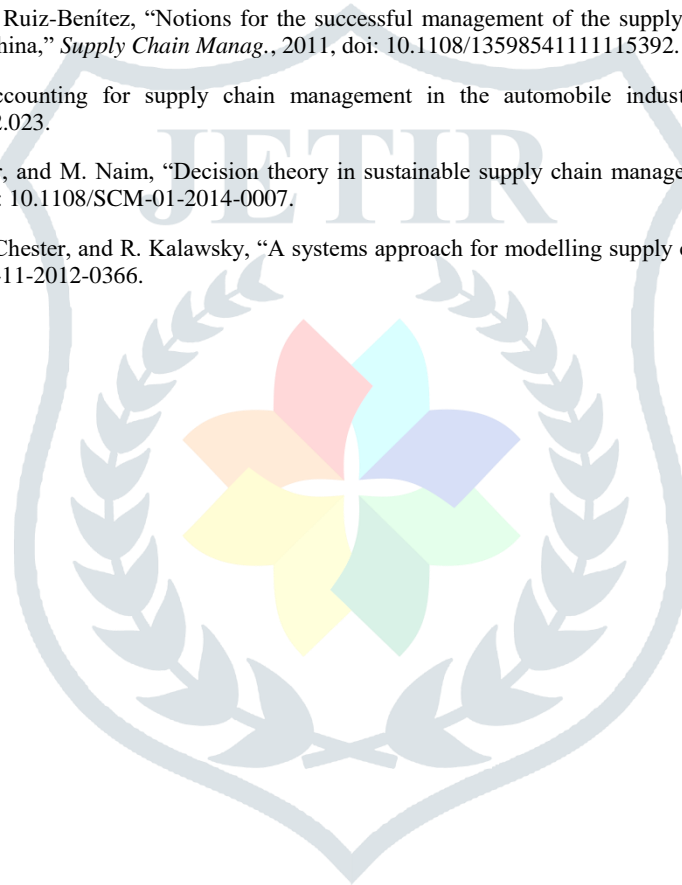 Ruiz-Benítez, “Notions for the successful management of the supply
hina,” Supply Chain Manag., 2011, doi: 10.1108/13598541111115392.
ccounting for supply chain management in the automobile indust
2.023.
, and M. Naim, “Decision theory in sustainable supply chain manage
: 10.1108/SCM-01-2014-0007.
JETIR
Chester, and R. Kalawsky, “A systems approach for modelling supply
-11-2012-0366.